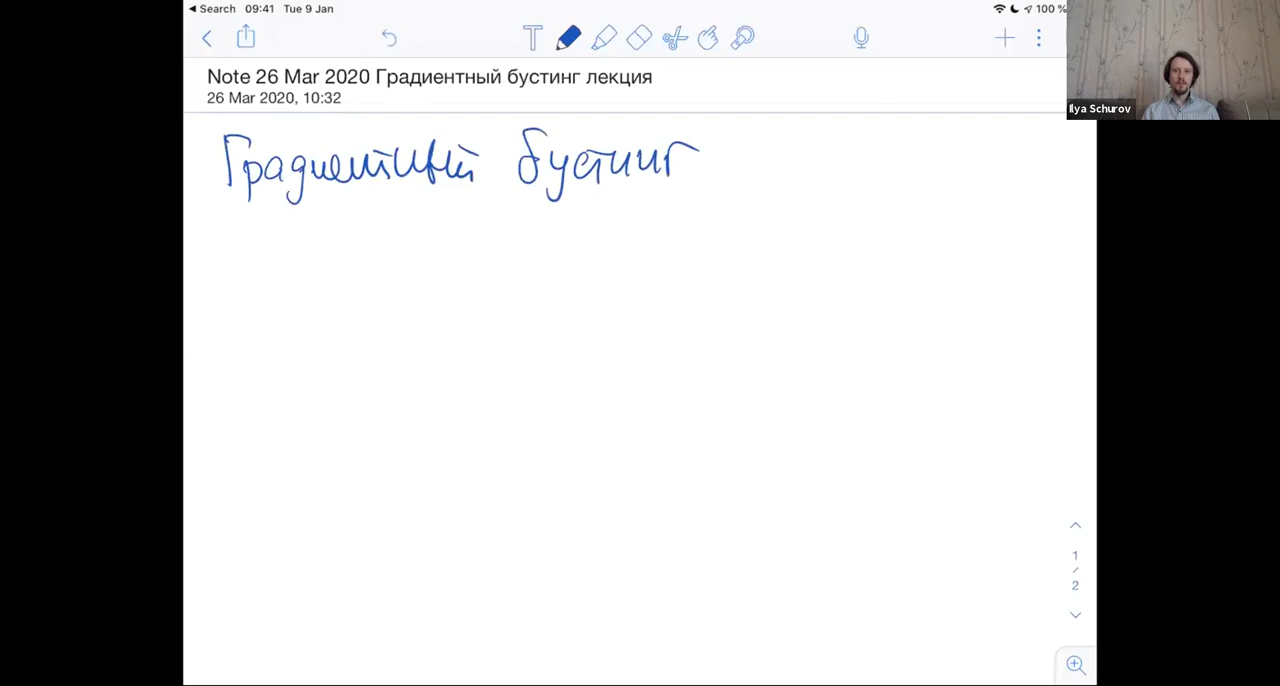 Search 09:41 Tue 9 Jan 100 %
T
Note 26 Mar 2020 Градиентный бустинг лекция
26 Mar 2020, 10:32
Ilya Schurov
Градиентный бустинг
1
/
2